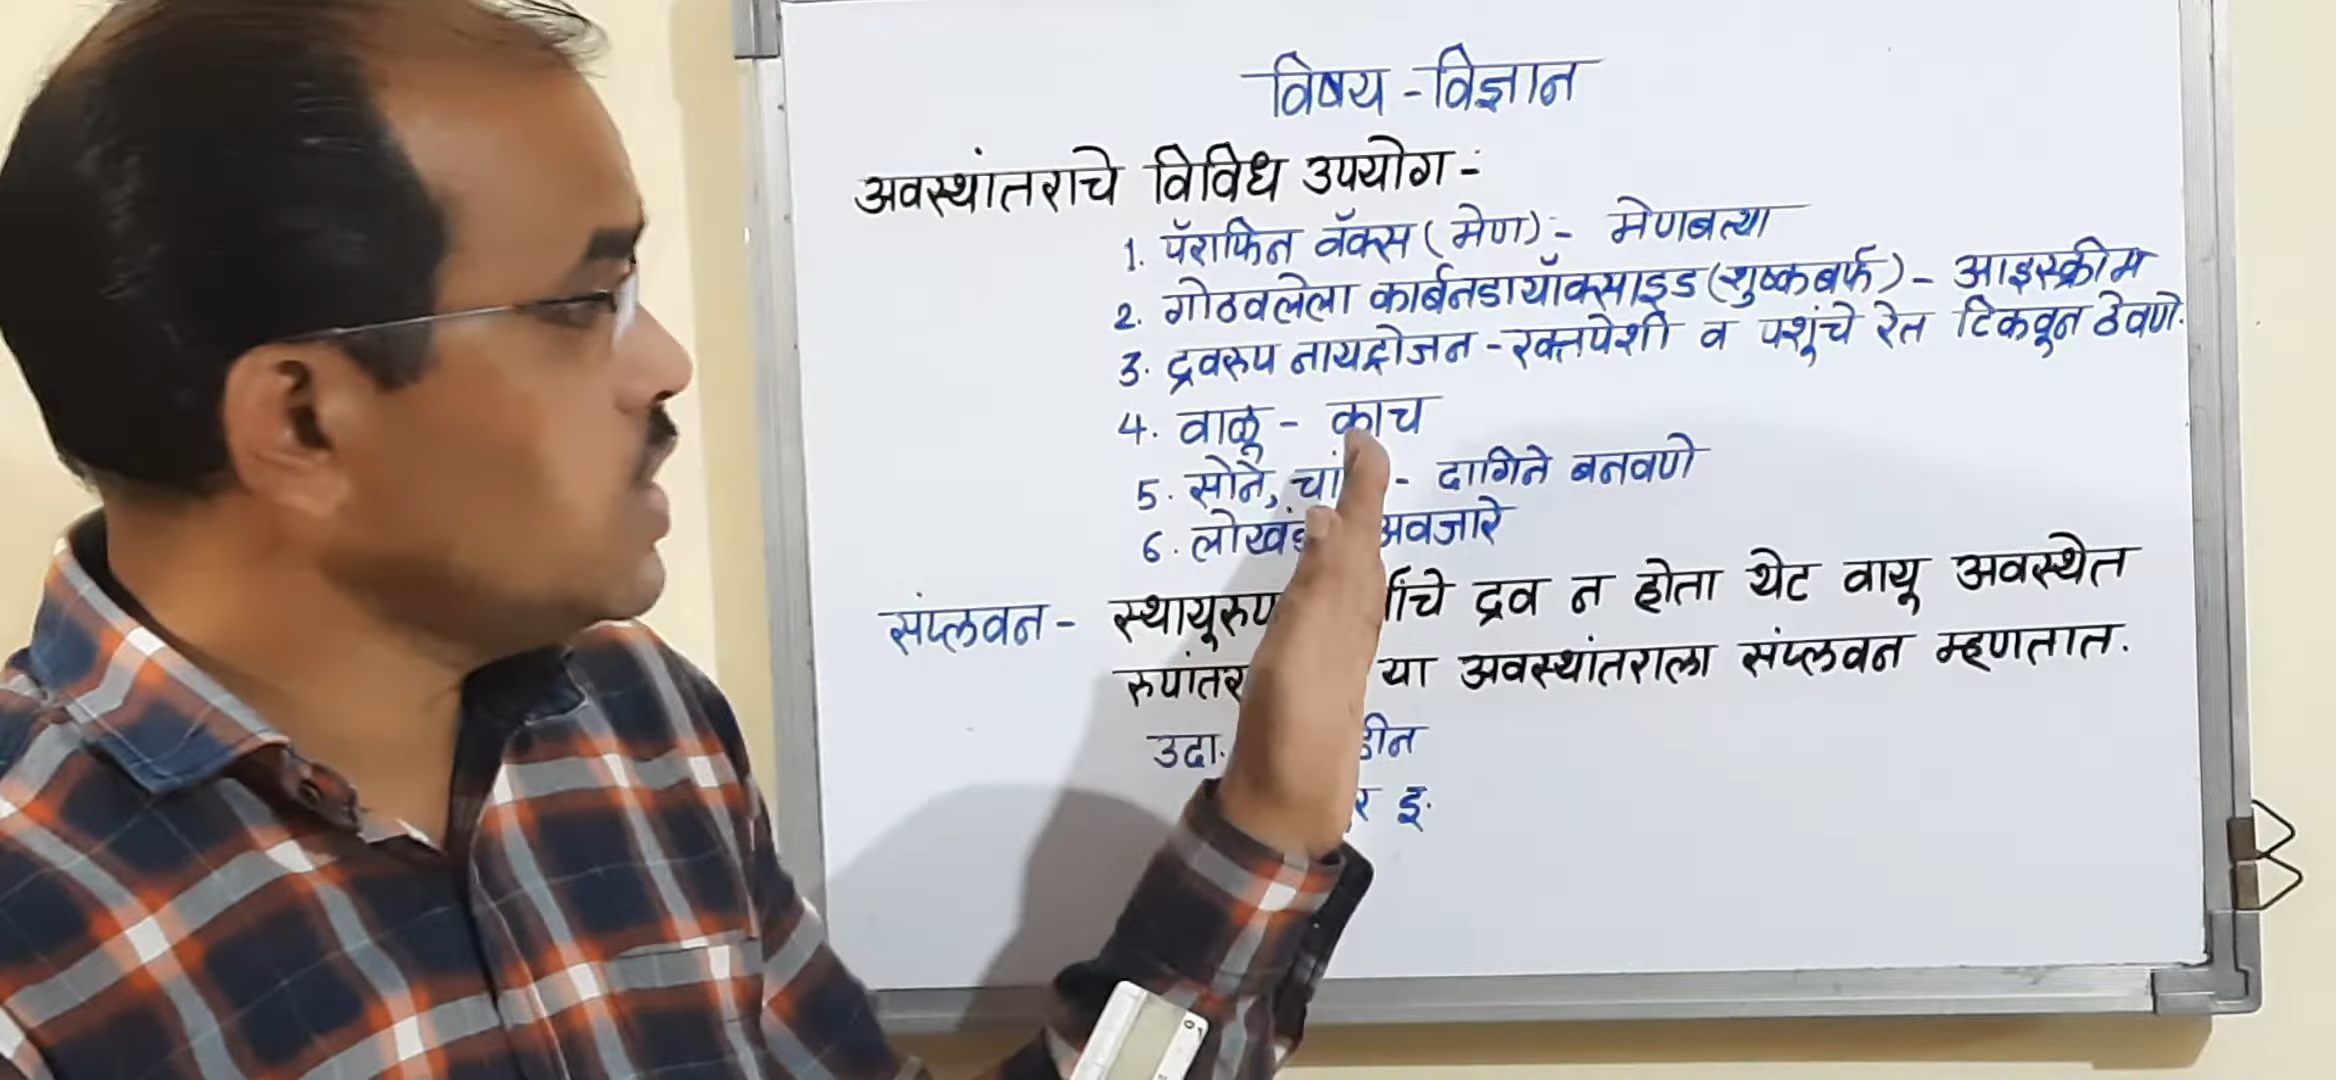 विषय - विज्ञान
अवस्थांतराचे विविध उपयोग :-
1. पॅराफिन वॅक्स (मेण) :- मेणबत्या
2. गोठवलेला कार्बनडायॉक्साइड (शुष्कबर्फ) - आइस्क्रीम
3. द्रवरुप नायट्रोजन - रक्तपेशी व पशूंचे रेत टिकवून ठेवणे.
4. वाळू - काच
5. सोने, - दागिने बनवणे
6. अवजारे
संप्लवन - स्थायूरुप द्रव न होता थेट वायू अवस्थेत
या अवस्थांतराला संप्लवन म्हणतात.
उदा.
इ.